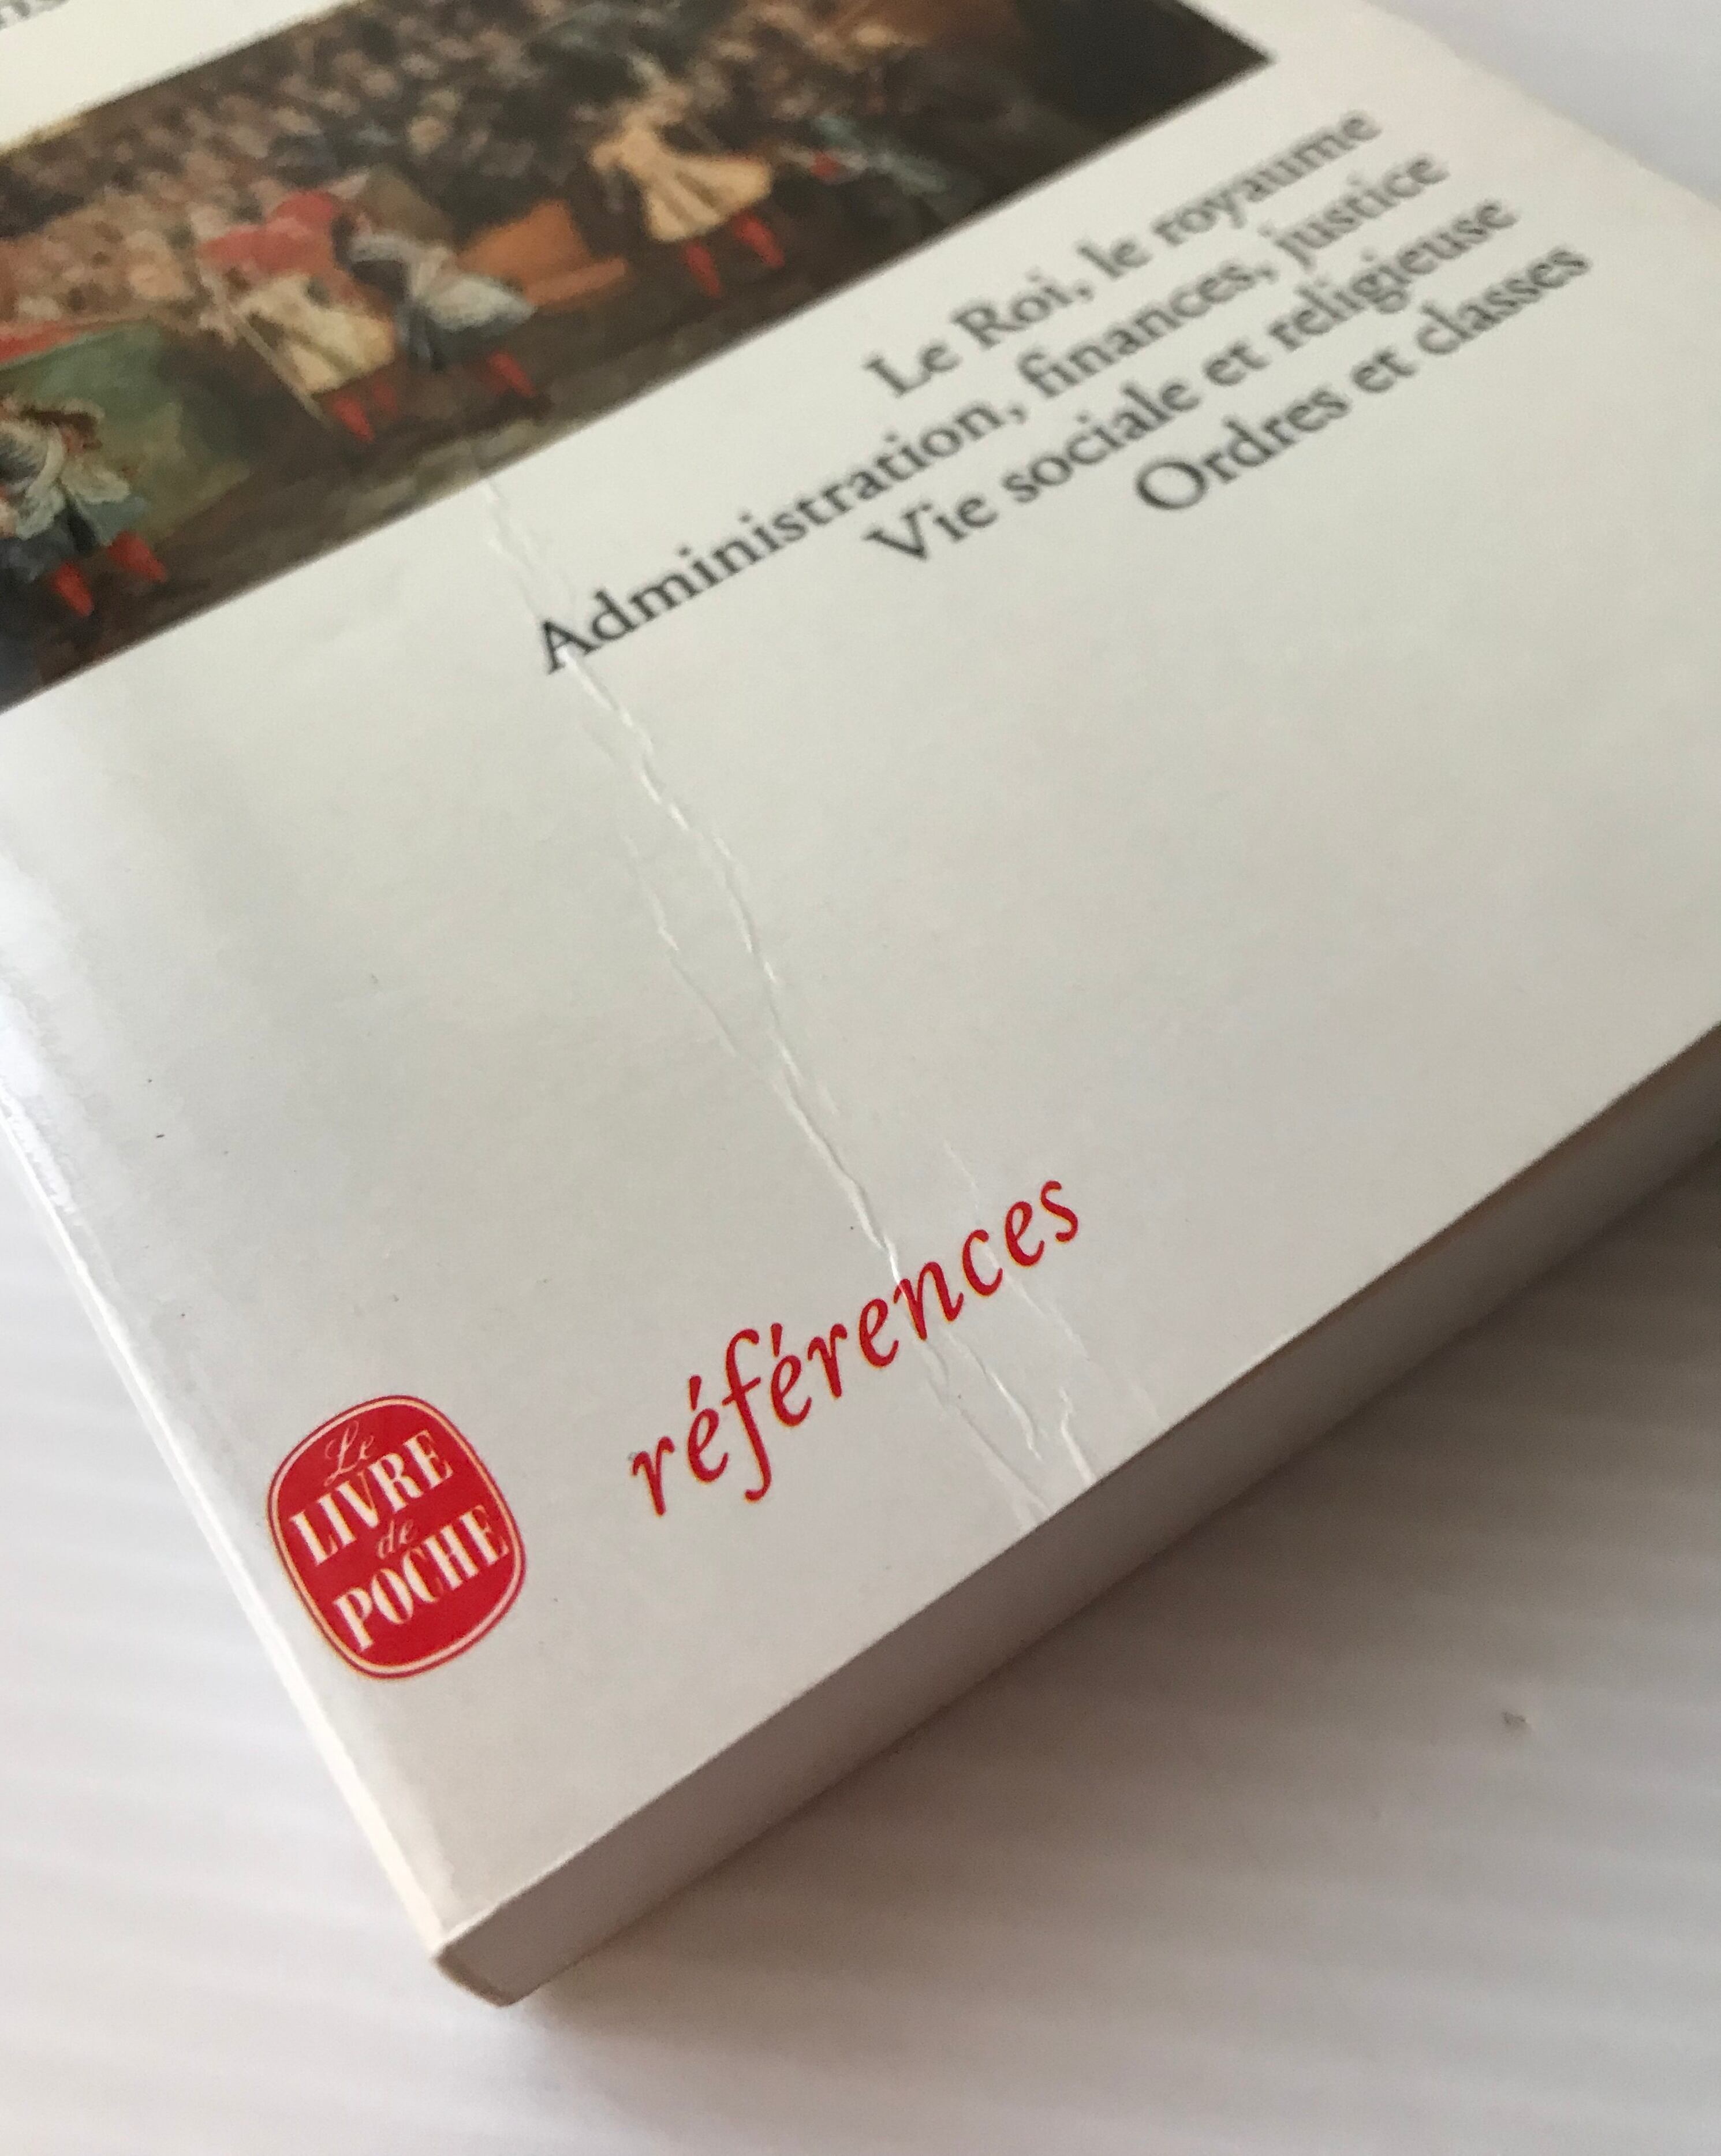 Le Roi, le royaume
Administration, finances, justice
Vie sociale et religieuse
Ordres et classes
références
Le
LIVRE
de
POCHE